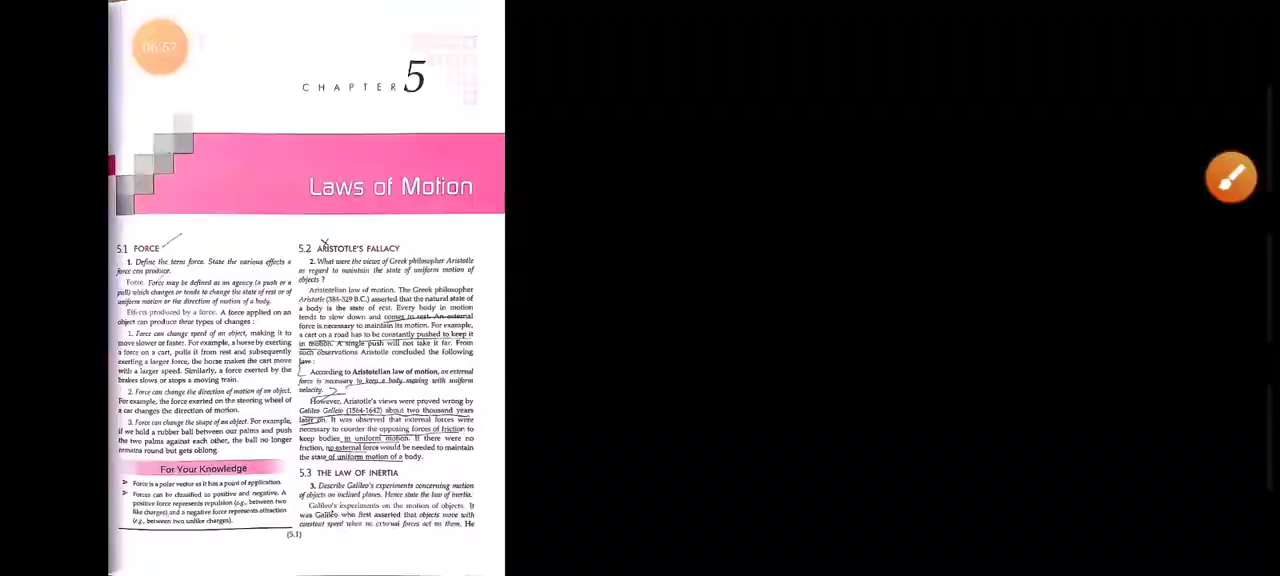 06:57
CHAPTER 5
Laws of Motion
5.1 FORCE
1. Define the term force. State the various effects a
force can produce.
Force. Force may be defined as an agency (a push or a
pull) which changes or tends to change the state of rest or of
uniform motion or the direction of motion of a body.
Effects produced by a force. A force applied on an
object can produce three types of changes :
1. Force can change speed of an object, making it to
move slower or faster. For example, a horse by exerting
a force on a cart, pulls it from rest and subsequently
exerting a larger force, the horse makes the cart move
with a larger speed. Similarly, a force exerted by the
brakes slows or stops a moving train.
2. Force can change the direction of motion of an object.
For example, the force exerted on the steering wheel of
a car changes the direction of motion.
3. Force can change the shape of an object. For example,
if we hold a rubber ball between our palms and push
the two palms against each other, the ball no longer
remains round but gets oblong.
For Your Knowledge
➤ Force is a polar vector as it has a point of application.
➤ Forces can be classified as positive and negative. A
positive force represents repulsion (e.g., between two
like charges) and a negative force represents attraction
(e.g., between two unlike charges).
5.2 ARISTOTLE'S FALLACY
2. What were the views of Greek philosopher Aristotle
as regard to maintain the state of uniform motion of
objects ?
Aristotelian law of motion. The Greek philosopher
Aristotle (384-329 B.C.) asserted that the natural state of
a body is the state of rest. Every body in motion
tends to slow down and comes to rest. An external
force is necessary to maintain its motion. For example,
a cart on a road has to be constantly pushed to keep it
in motion. A single push will not take it far. From
such observations Aristotle concluded the following
law :
According to Aristotelian law of motion, an external
force is necessary to keep a body moving with uniform
velocity.
However, Aristotle's views were proved wrong by
Galileo Galleio (1564-1642) about two thousand years
later on. It was observed that external forces were
necessary to counter the opposing forces of friction to
keep bodies in uniform motion. If there were no
friction, no external force would be needed to maintain
the state of uniform motion of a body.
5.3 THE LAW OF INERTIA
3. Describe Galileo's experiments concerning motion
of objects on inclined planes. Hence state the law of inertia.
Galileo's experiments on the motion of objects. It
was Galileo who first asserted that objects move with
constant speed when no external forces act on them. He
(5.1)